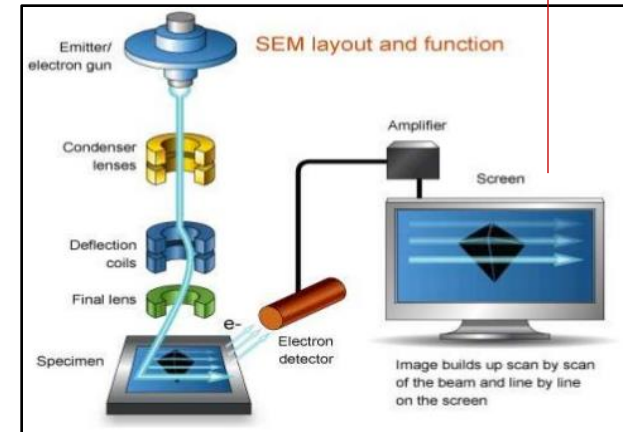 SEM layout and function
Emitter/
electron gun
Condenser
lenses
Deflection
coils
Final lens
Specimen
e-
Electron
detector
Amplifier
Screen
Image builds up scan by scan
of the beam and line by line
on the screen